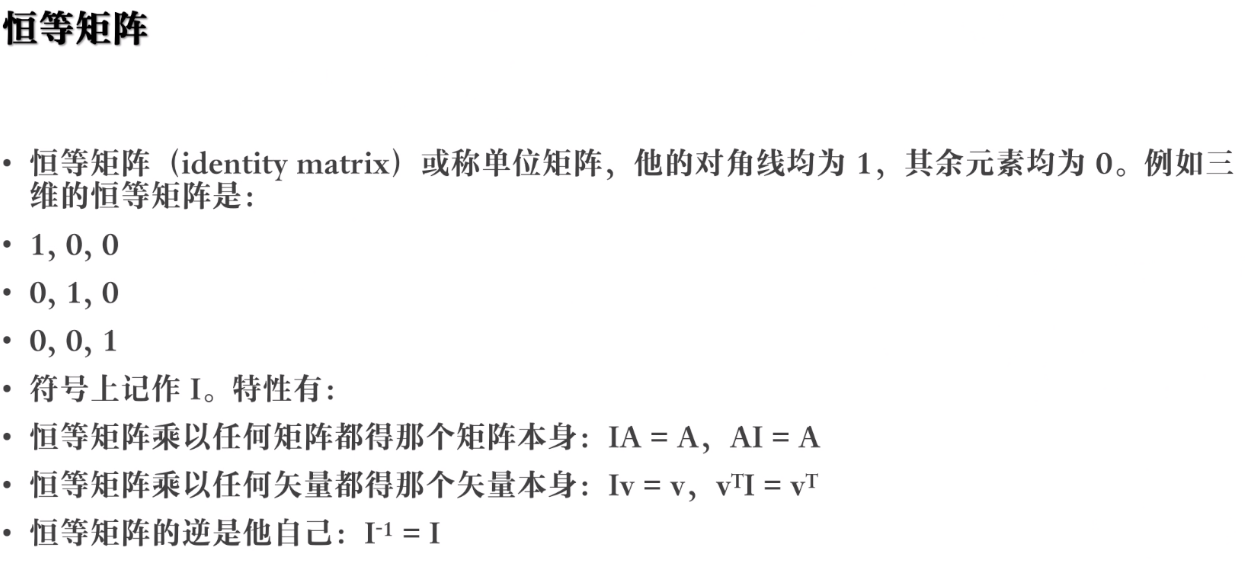 恒等矩阵
• 恒等矩阵（identity matrix）或称单位矩阵，他的对角线均为 1，其余元素均为 0。例如三
维的恒等矩阵是：
• 1, 0, 0
• 0, 1, 0
• 0, 0, 1
• 符号上记作 I。特性有：
• 恒等矩阵乘以任何矩阵都得那个矩阵本身：IA = A，AI = A
• 恒等矩阵乘以任何矢量都得那个矢量本身：Iv = v，vᵀI = vᵀ
• 恒等矩阵的逆是他自己：I⁻¹ = I